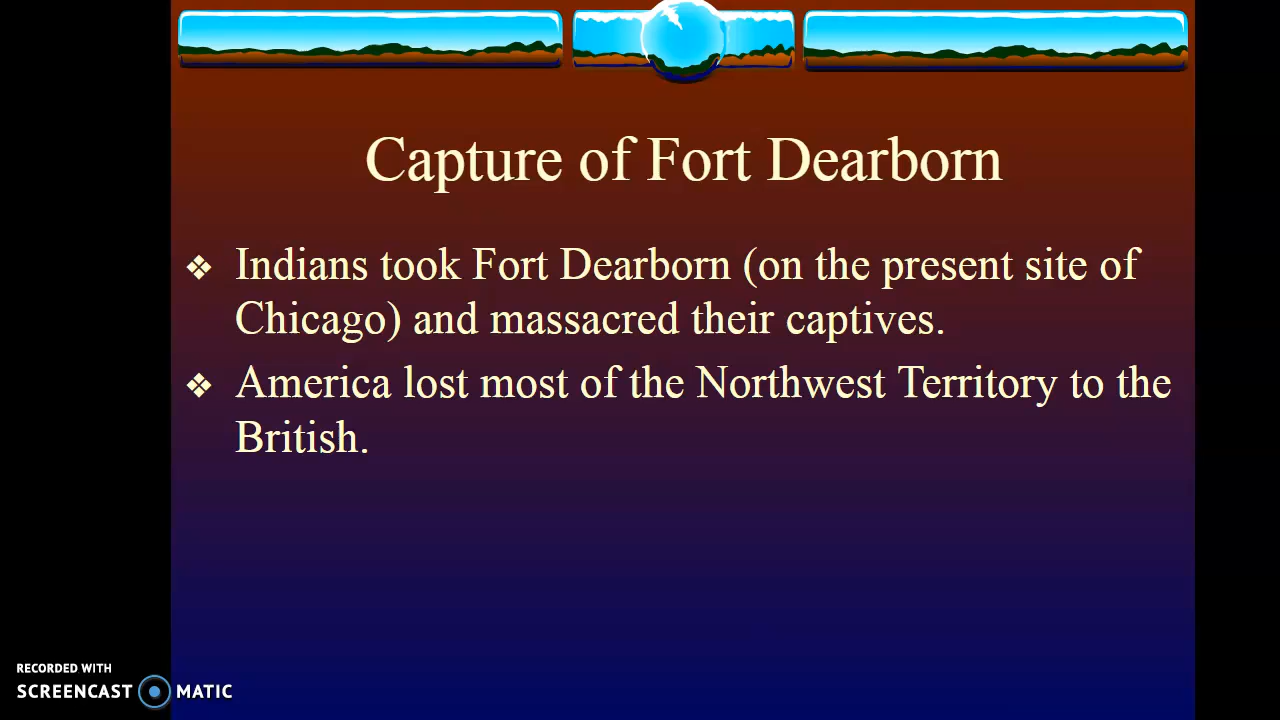 Capture of Fort Dearborn
❖ Indians took Fort Dearborn (on the present site of
Chicago) and massacred their captives.
❖ America lost most of the Northwest Territory to the
British.
RECORDED WITH
SCREENCAST MATIC